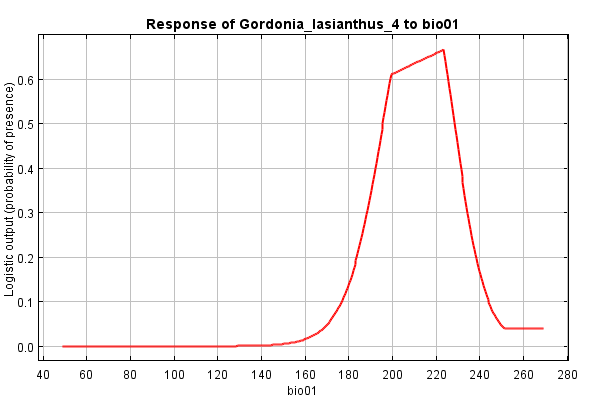 Response of Gordonia_lasianthus_4 to bio01
Logistic output (probability of presence)
0.6
0.5
0.4
0.3
0.2
0.1
0.0
40 60 80 100 120 140 160 180 200 220 240 260 280
bio01